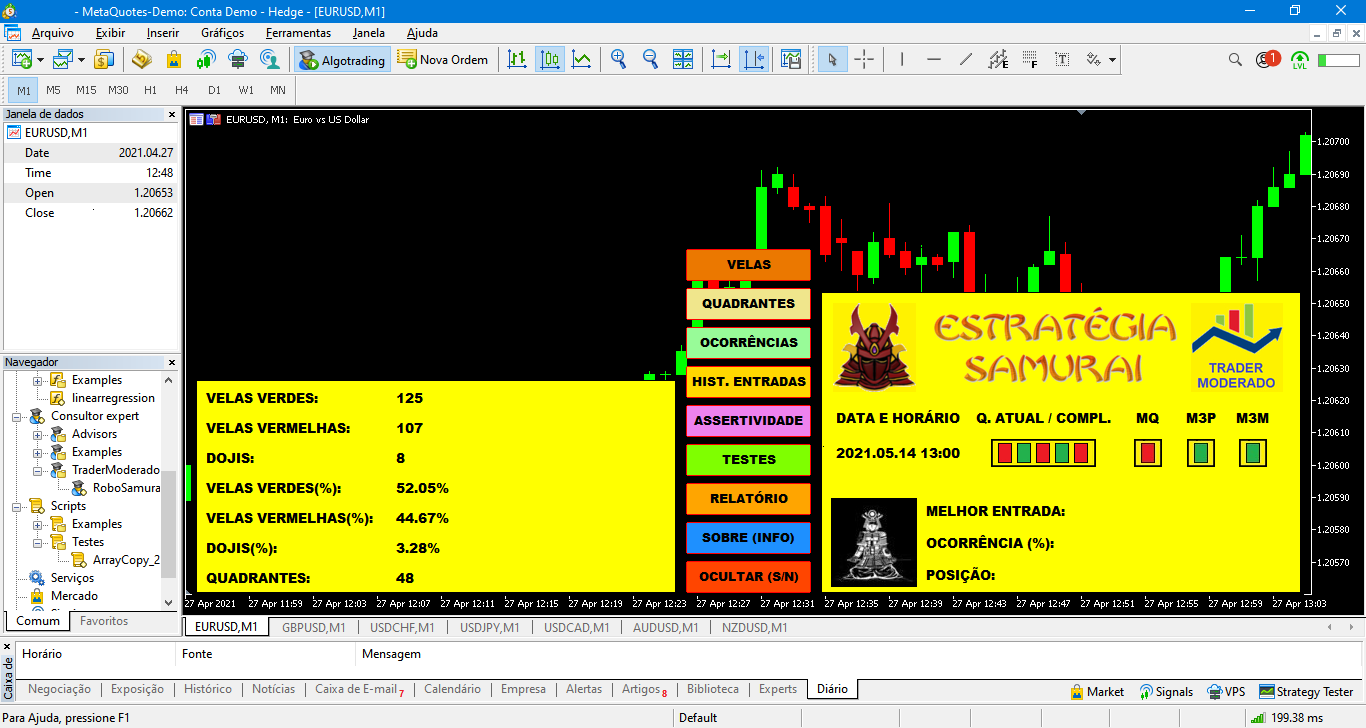 - MetaQuotes-Demo: Conta Demo - Hedge - [EURUSD,M1]
Arquivo Exibir Inserir Gráficos Ferramentas Janela Ajuda
Algotrading Nova Ordem E F T 1 LVL
M1 M5 M15 M30 H1 H4 D1 W1 MN
Janela de dados
EURUSD,M1
Date 2021.04.27
Time 12:48
Open 1.20653
Close 1.20662
Navegador
Examples
linearregression
Consultor expert
Advisors
Examples
TraderModerado
RoboSamura
Scripts
Examples
Testes
ArrayCopy_2
Serviços
Mercado
Comum Favoritos
EURUSD, M1: Euro vs US Dollar
1.20700
1.20690
1.20680
1.20670
1.20660
1.20650
1.20640
1.20630
1.20620
1.20610
1.20600
1.20590
1.20580
1.20570
VELAS
QUADRANTES
OCORRÊNCIAS
HIST. ENTRADAS
ASSERTIVIDADE
TESTES
RELATÓRIO
SOBRE (INFO)
OCULTAR (S/N)
VELAS VERDES: 125
VELAS VERMELHAS: 107
DOJIS: 8
VELAS VERDES(%): 52.05%
VELAS VERMELHAS(%): 44.67%
DOJIS(%): 3.28%
QUADRANTES: 48
ESTRATÉGIA
SAMURAI
TRADER
MODERADO
DATA E HORÁRIO Q. ATUAL / COMPL. MQ M3P M3M
2021.05.14 13:00
MELHOR ENTRADA:
OCORRÊNCIA (%):
POSIÇÃO:
27 Apr 2021 27 Apr 11:59 27 Apr 12:03 27 Apr 12:07 27 Apr 12:11 27 Apr 12:15 27 Apr 12:19 27 Apr 12:23 27 Apr 12:27 27 Apr 12:31 27 Apr 12:35 27 Apr 12:39 27 Apr 12:43 27 Apr 12:47 27 Apr 12:51 27 Apr 12:55 27 Apr 12:59 27 Apr 13:03
EURUSD,M1 GBPUSD,M1 USDCHF,M1 USDJPY,M1 USDCAD,M1 AUDUSD,M1 NZDUSD,M1
Caixa de
Horário Fonte Mensagem
Negociação Exposição Histórico Notícias Caixa de E-mail 7 Calendário Empresa Alertas Artigos 8 Biblioteca Experts Diário
Market Signals VPS Strategy Tester
Para Ajuda, pressione F1 Default 199.38 ms